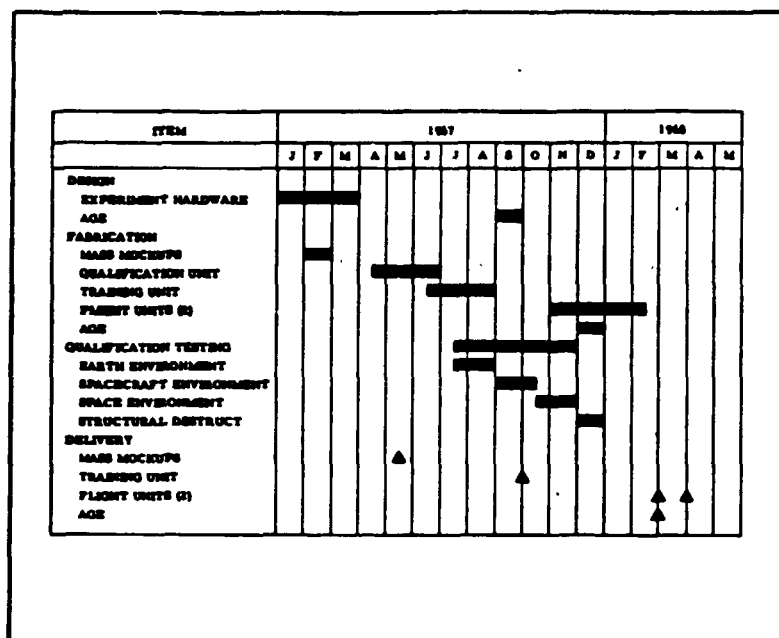 ITEM 1967 1968
J F M A M J J A S O N D J F M A M
DESIGN
EXPERIMENT HARDWARE
AGE
FABRICATION
MASS MOCKUPS
QUALIFICATION UNIT
TRAINING UNIT
FLIGHT UNITS (2)
AGE
QUALIFICATION TESTING
EARTH ENVIRONMENT
SPACECRAFT ENVIRONMENT
SPACE ENVIRONMENT
STRUCTURAL DESTRUCT
DELIVERY
MASS MOCKUPS
TRAINING UNIT
FLIGHT UNITS (2)
AGE